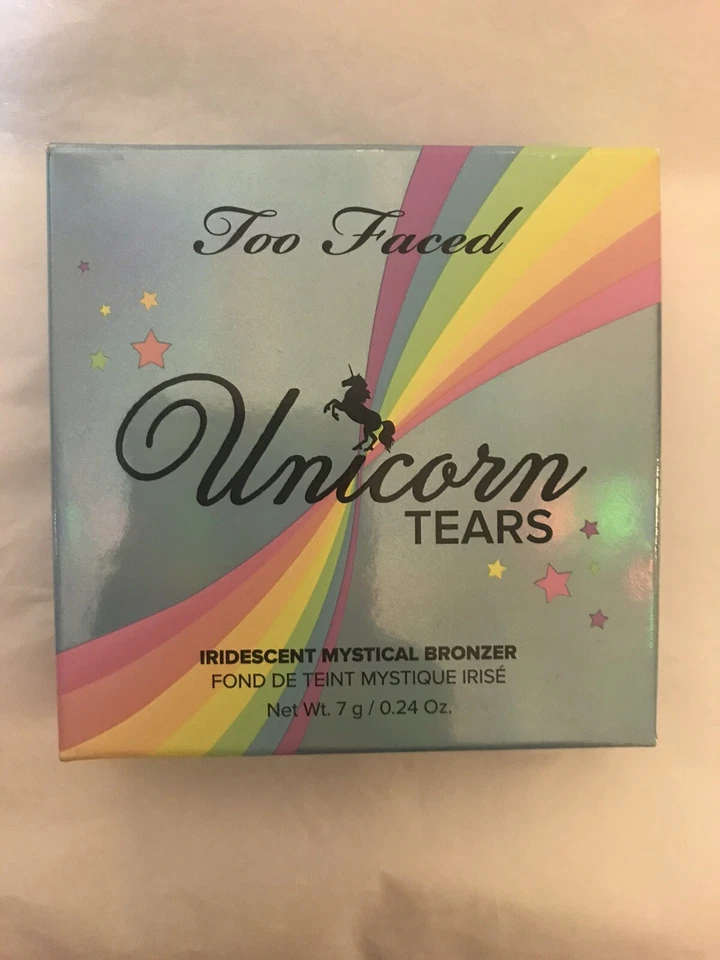 Too Faced
Unicorn
TEARS
IRIDESCENT MYSTICAL BRONZER
FOND DE TEINT MYSTIQUE IRISÉ
Net Wt. 7 g / 0.24 Oz.